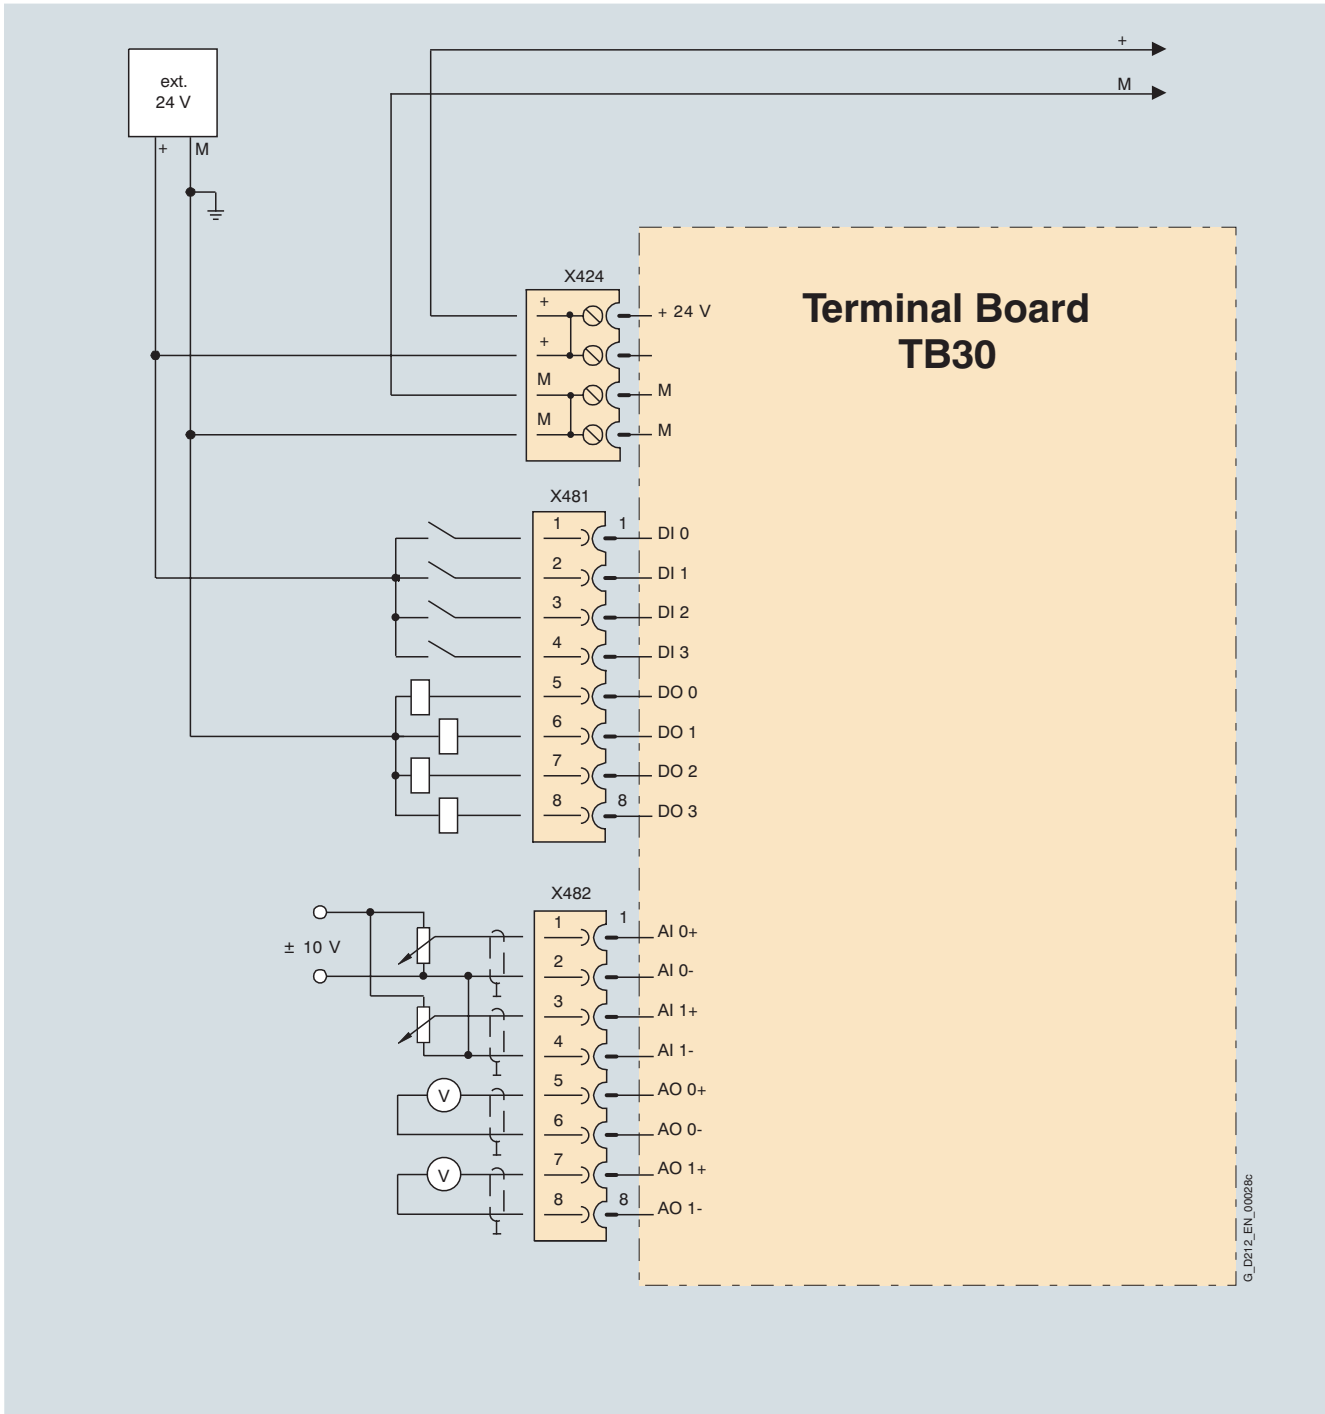 +
M
ext.
24 V
+ M
X424
+ + 24 V
+
M M
M M
Terminal Board
TB30
X481
1 1 DI 0
2 DI 1
3 DI 2
4 DI 3
5 DO 0
6 DO 1
7 DO 2
8 8 DO 3
X482
1 1 AI 0+
± 10 V
2 AI 0-
3 AI 1+
4 AI 1-
V 5 AO 0+
6 AO 0-
V 7 AO 1+
8 8 AO 1-
G_D212_EN_00028c